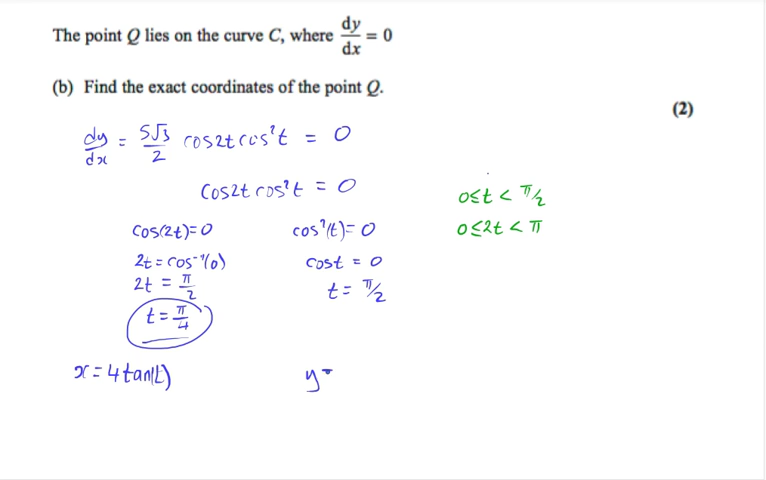 The point Q lies on the curve C, where dy/dx = 0
(b) Find the exact coordinates of the point Q.
(2)
dy/dx = 5√3/2 cos2t cos²t = 0
cos2t cos²t = 0
0≤t < π/2
cos(2t)=0 cos²(t)=0 0≤2t < π
2t = cos⁻¹(0) cost = 0
2t = π/2 t = π/2
t = π/4
x = 4tan(t) y=